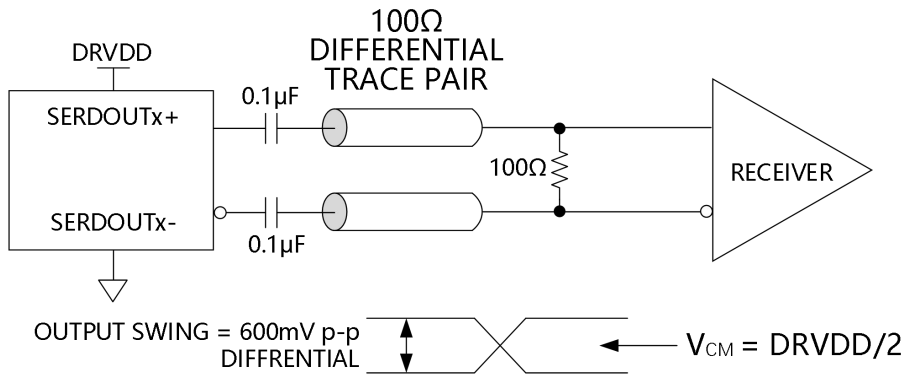 100Ω
DIFFERENTIAL
TRACE PAIR
DRVDD
0.1µF
SERDOUTx+
100Ω
RECEIVER
SERDOUTx-
0.1µF
OUTPUT SWING = 600mV p-p
DIFFRENTIAL
VCM = DRVDD/2